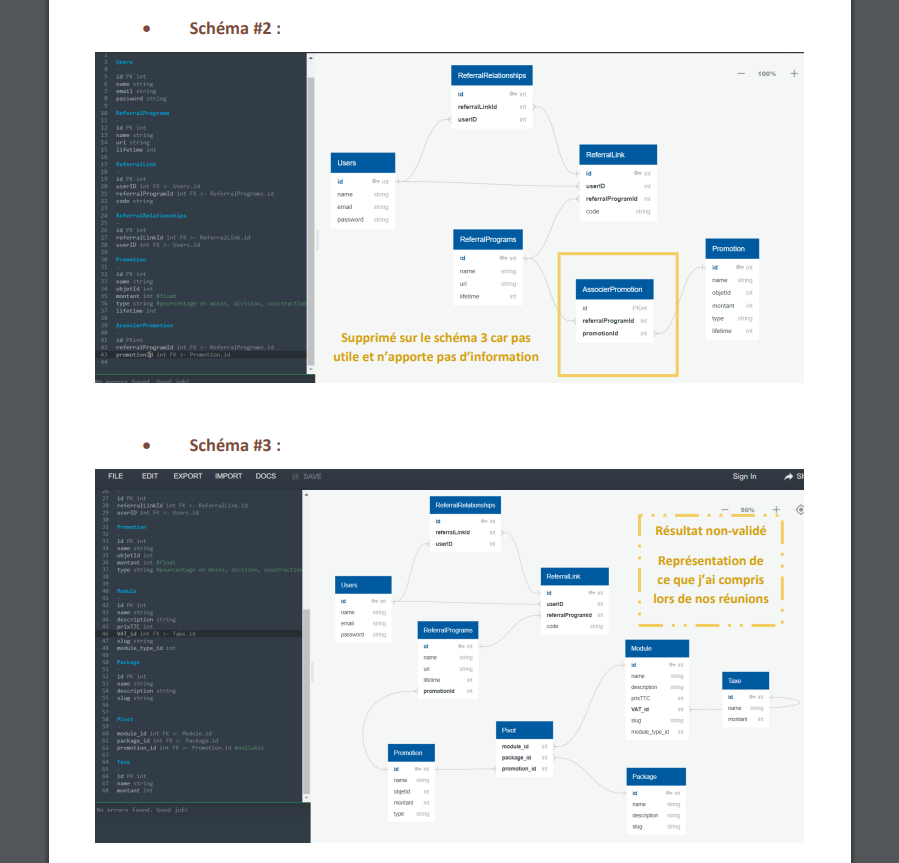 • Schéma #2 :
3 Users
4 -
5 id PK int
6 name string
7 email string
8 password string
9
10 ReferralPrograms
11 -
12 id PK int
13 name string
14 uri string
15 lifetime int
16
17 ReferralLink
18 -
19 id PK int
20 userID int FK >- Users.id
21 referralProgramId int FK >- ReferralPrograms.id
22 code string
23
24 ReferralRelationships
25 -
26 id PK int
27 referralLinkId int FK >- ReferralLink.id
28 userID int FK >- Users.id
29
30 Promotion
31 -
32 id PK int
33 name string
34 objetId int
35 montant int #float
36 type string #pourcentage en moins, division, soustraction
37 lifetime int
38
39 AssocierPromotion
40 -
41 id PKint
42 referralProgramId int FK >- ReferralPrograms.id
43 promotionId int FK >- Promotion.id
44
No errors found. Good job!
− 100% +
ReferralRelationships
id int
referralLinkId int
userID int
Users
id int
name string
email string
password string
ReferralLink
id int
userID int
referralProgramId int
code string
ReferralPrograms
id int
name string
uri string
lifetime int
AssocierPromotion
id PKint
referralProgramId int
promotionId int
Promotion
id int
name string
objetId int
montant int
type string
lifetime int
Supprimé sur le schéma 3 car pas
utile et n'apporte pas d'information
• Schéma #3 :
FILE EDIT EXPORT IMPORT DOCS SAVE Sign In
26 -
27 id PK int
28 referralLinkId int FK >- ReferralLink.id
29 userID int FK >- Users.id
30
31 Promotion
32 -
33 id PK int
34 name string
35 objetId int
36 montant int #float
37 type string #pourcentage en moins, division, soustraction
38
39
40 Module
41 -
42 id PK int
43 name string
44 description string
45 prixTTC int
46 VAT_id int FK >- Taxe.id
47 slug string
48 module_type_id int
49
50 Package
51 -
52 id PK int
53 name string
54 description string
55 slug string
56
57
58 Pivot
59 -
60 module_id int FK >- Module.id
61 package_id int FK >- Package.id
62 promotion_id int FK >- Promotion.id #nullable
63
64 Taxe
65 -
66 id PK int
67 name string
68 montant int
No errors found. Good job!
− 90% +
Résultat non-validé
Représentation de
ce que j'ai compris
lors de nos réunions
ReferralRelationships
id int
referralLinkId int
userID int
Users
id int
name string
email string
password string
ReferralLink
id int
userID int
referralProgramId int
code string
ReferralPrograms
id int
name string
uri string
lifetime int
promotionId int
Module
id int
name string
description string
prixTTC int
VAT_id int
slug string
module_type_id int
Taxe
id int
name string
montant int
Pivot
module_id int
package_id int
promotion_id int
Promotion
id int
name string
objetId int
montant int
type string
Package
id int
name string
description string
slug string